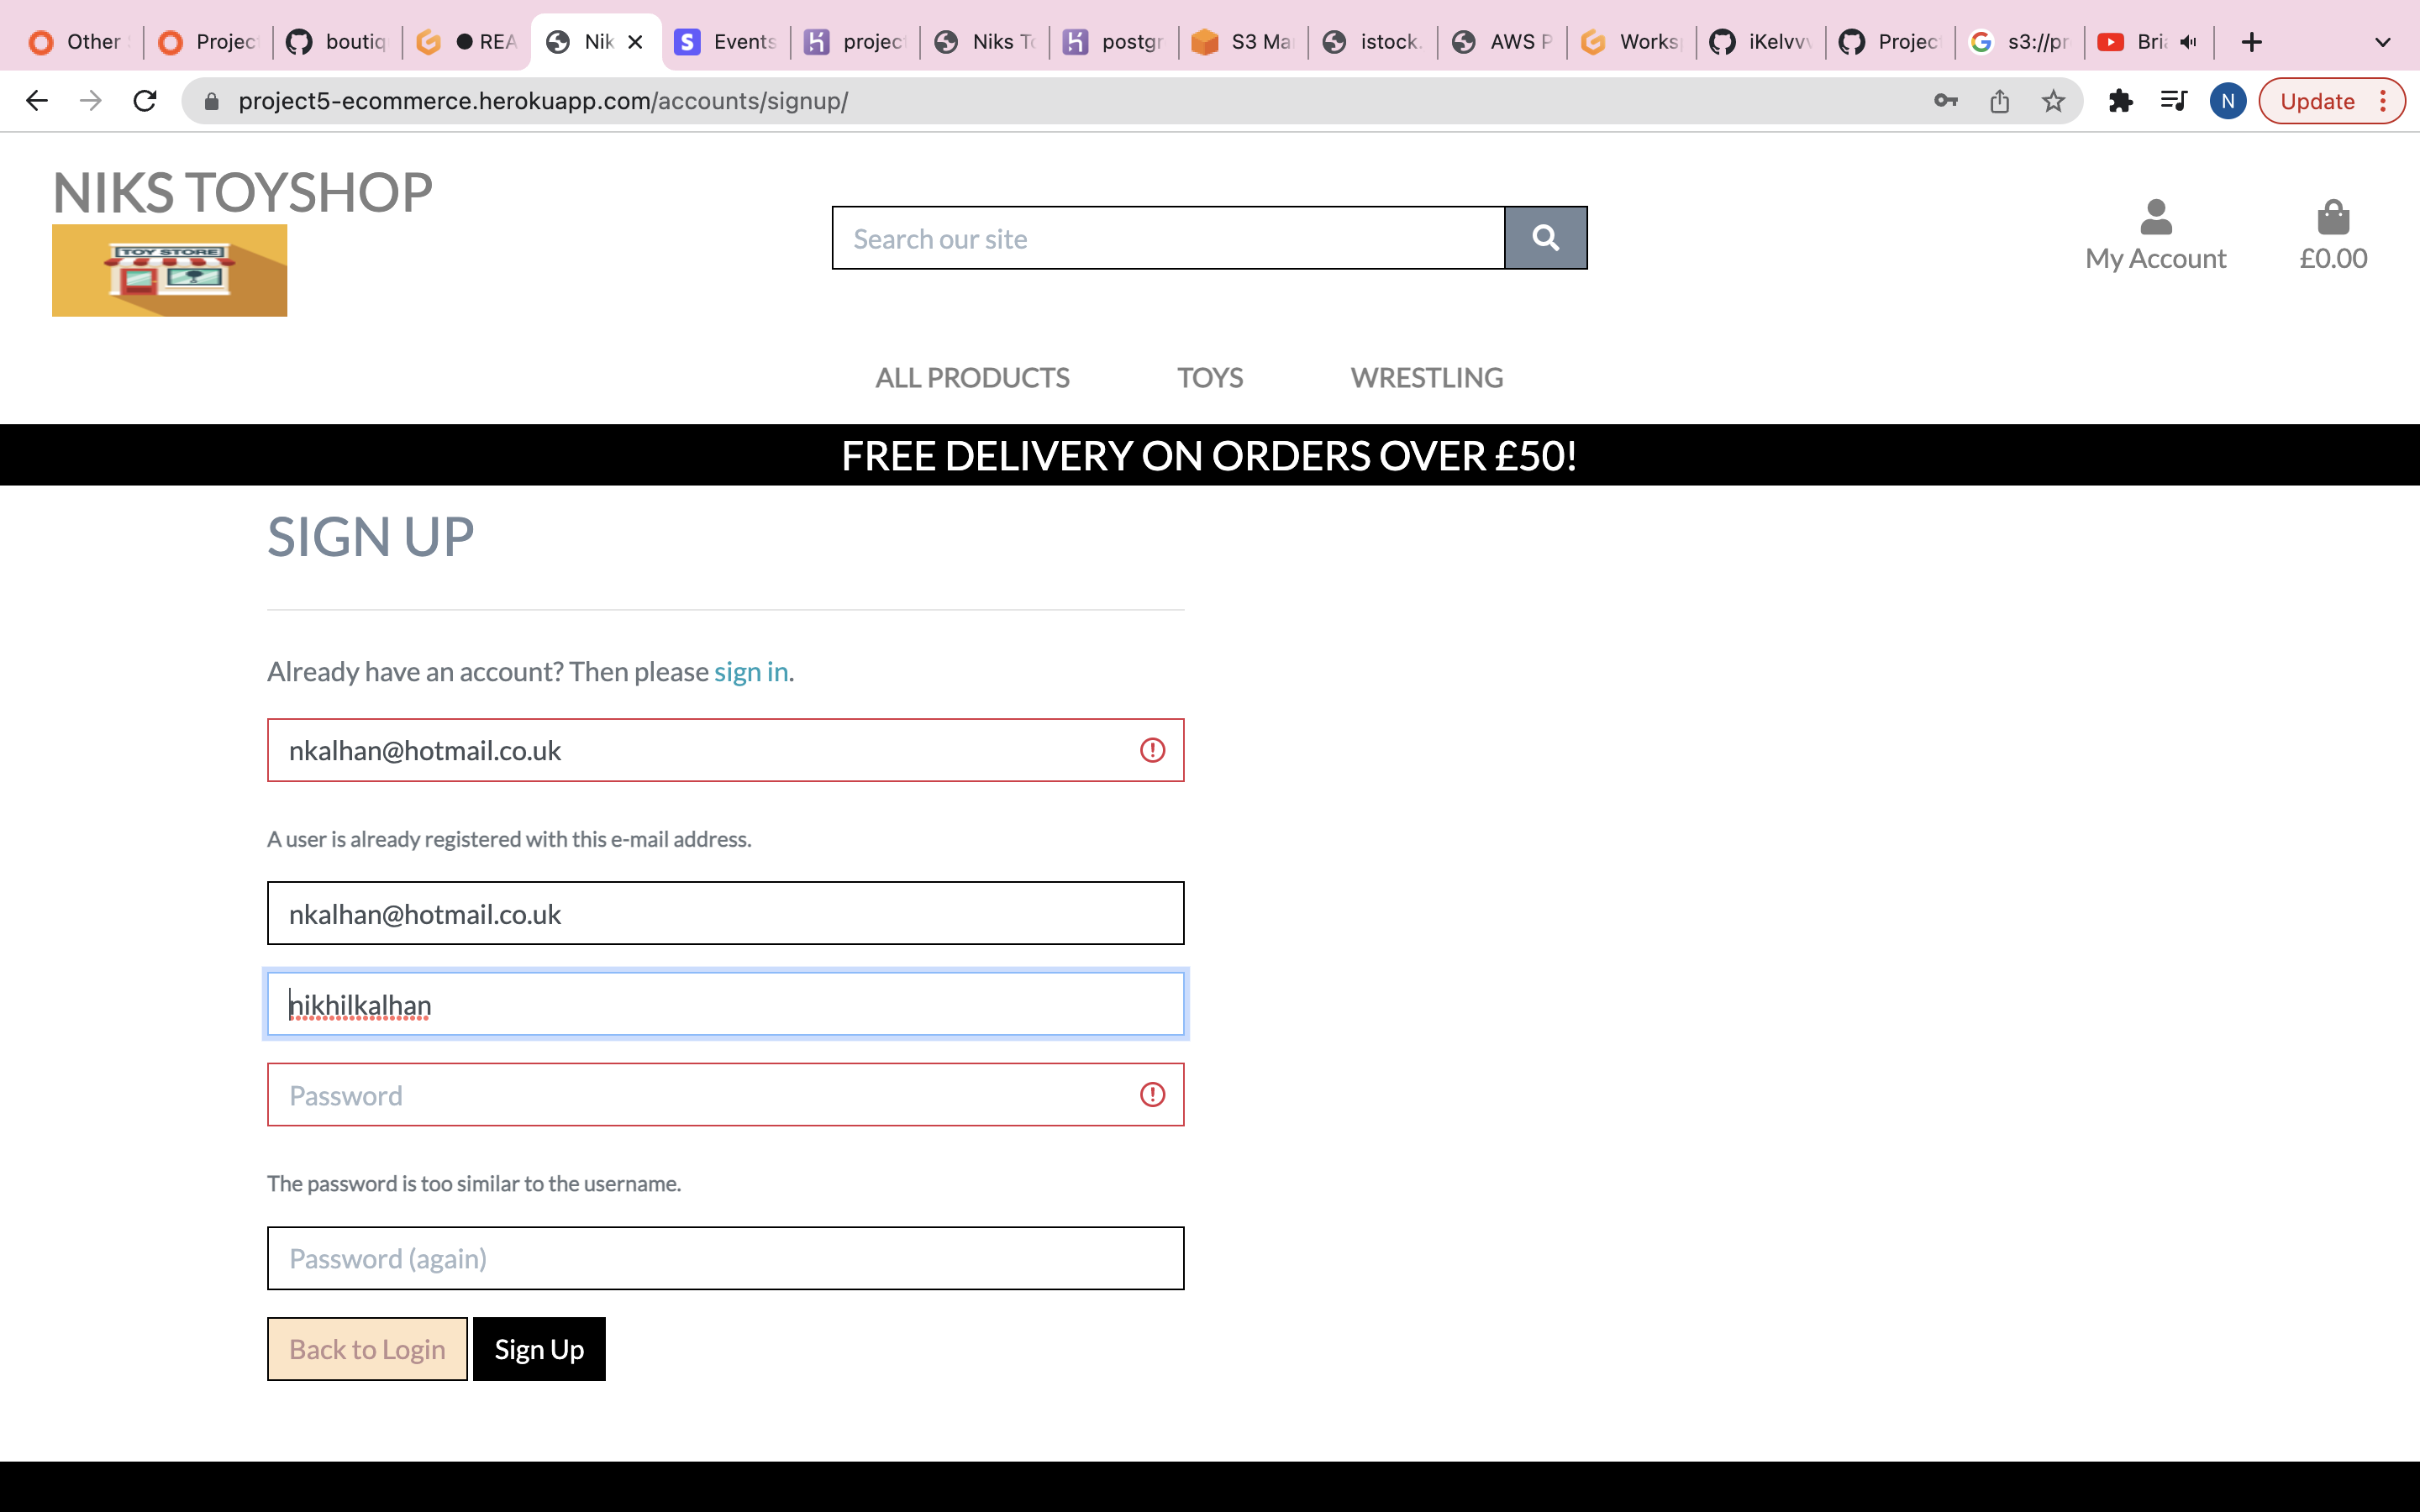 Other Projec boutiq REA Nik Events projec Niks To postgr S3 Ma istock. AWS P Works iKelvv Projec s3://pr Bri
project5-ecommerce.herokuapp.com/accounts/signup/ N Update
NIKS TOYSHOP
TOY STORE
Search our site
My Account £0.00
ALL PRODUCTS TOYS WRESTLING
FREE DELIVERY ON ORDERS OVER £50!
SIGN UP
Already have an account? Then please sign in.
nkalhan@hotmail.co.uk
A user is already registered with this e-mail address.
nkalhan@hotmail.co.uk
nikhilkalhan
Password
The password is too similar to the username.
Password (again)
Back to Login Sign Up